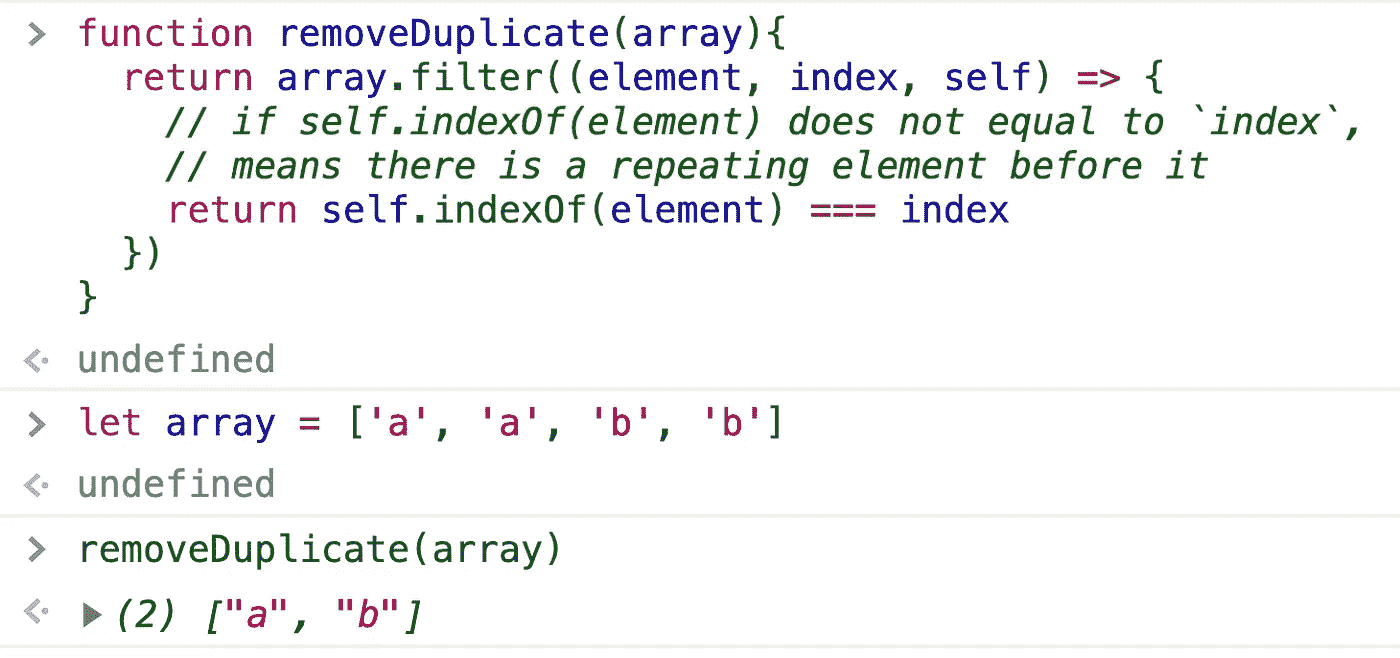 > function removeDuplicate(array){
return array.filter((element, index, self) => {
// if self.indexOf(element) does not equal to `index`,
// means there is a repeating element before it
return self.indexOf(element) === index
})
}
undefined
> let array = ['a', 'a', 'b', 'b']
undefined
> removeDuplicate(array)
(2) ["a", "b"]